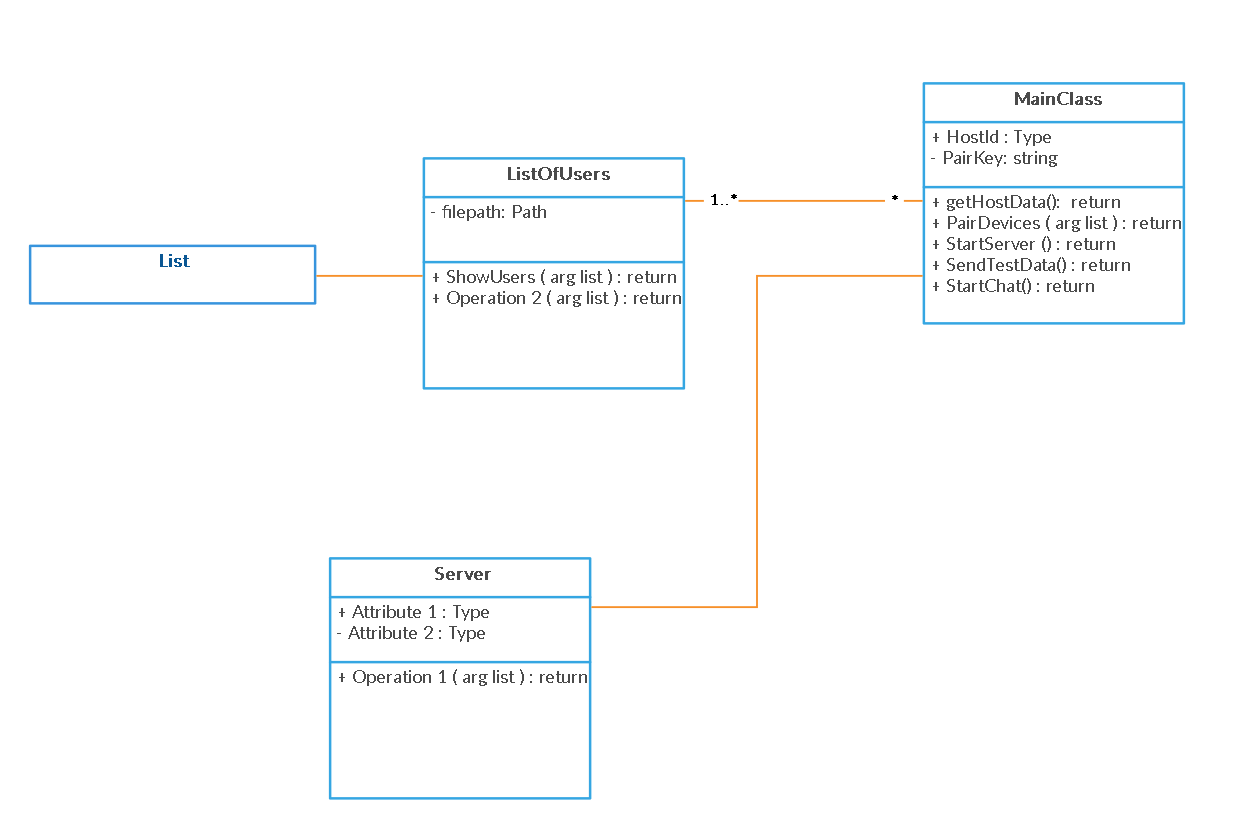 MainClass
+ HostId : Type
- PairKey: string
+ getHostData():  return
+ PairDevices ( arg list ) : return
+ StartServer () : return
+ SendTestData() : return
+ StartChat() : return
1..*
*
ListOfUsers
- filepath: Path
+ ShowUsers ( arg list ) : return
+ Operation 2 ( arg list ) : return
List
Server
+ Attribute 1 : Type
- Attribute 2 : Type
+ Operation 1 ( arg list ) : return